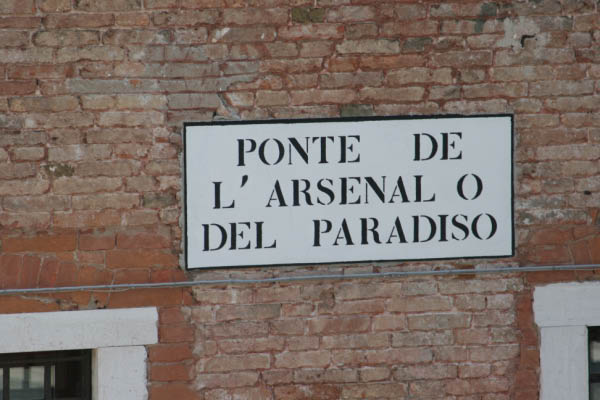 PONTE DE
L' ARSENAL O
DEL PARADISO